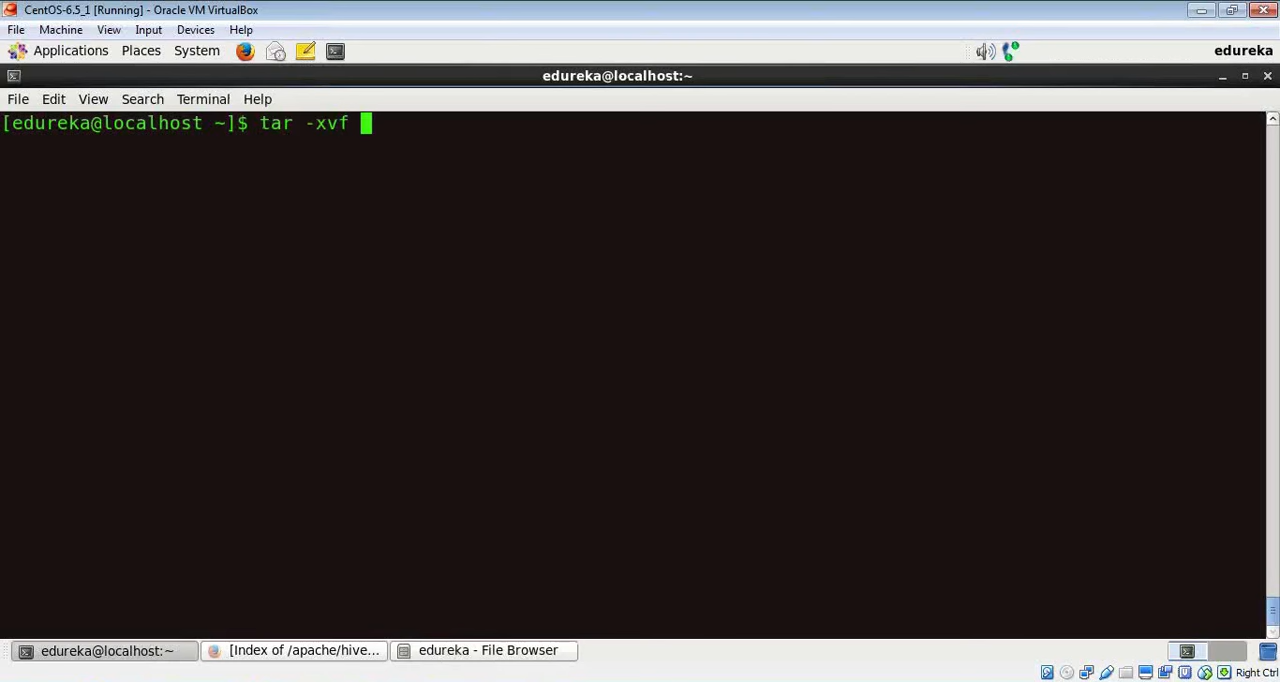 CentOS-6.5_1 [Running] - Oracle VM VirtualBox
File Machine View Input Devices Help
Applications Places System edureka
edureka@localhost:~
File Edit View Search Terminal Help
[edureka@localhost ~]$ tar -xvf
edureka@localhost:~ [Index of /apache/hive... edureka - File Browser
Right Ctrl